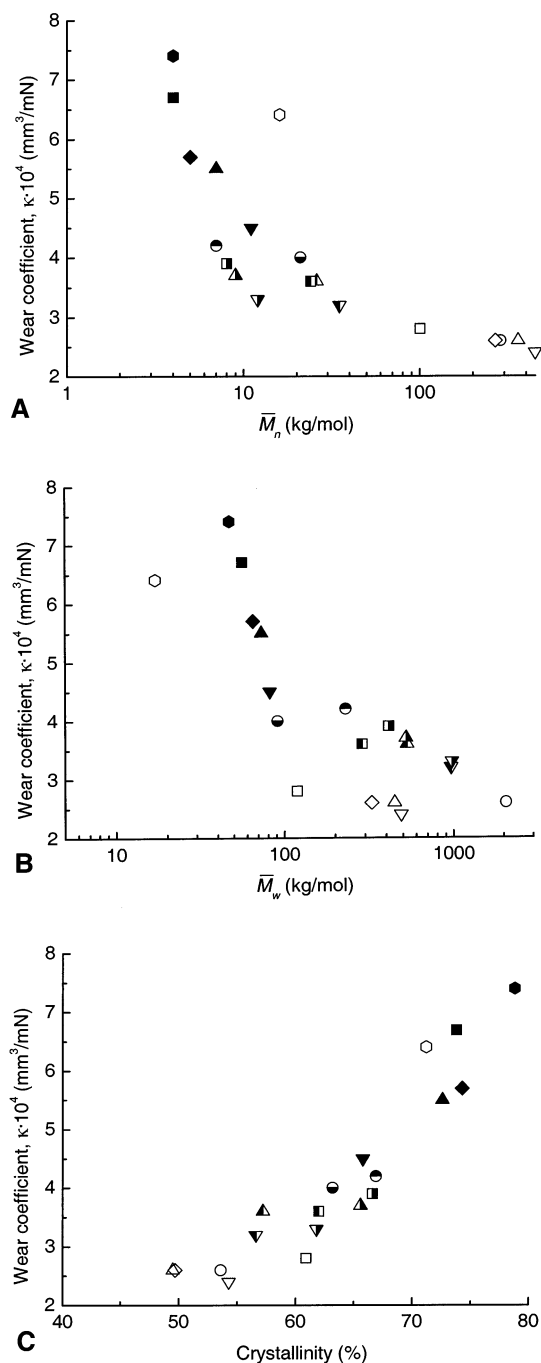 8
7
6
5
4
3
2
Wear coefficient, κ·10⁴ (mm³/mN)
1 10 100
A
M̅ₙ (kg/mol)
8
7
6
5
4
3
2
Wear coefficient, κ·10⁴ (mm³/mN)
10 100 1000
B
M̅w (kg/mol)
8
7
6
5
4
3
2
Wear coefficient, κ·10⁴ (mm³/mN)
40 50 60 70 80
C
Crystallinity (%)